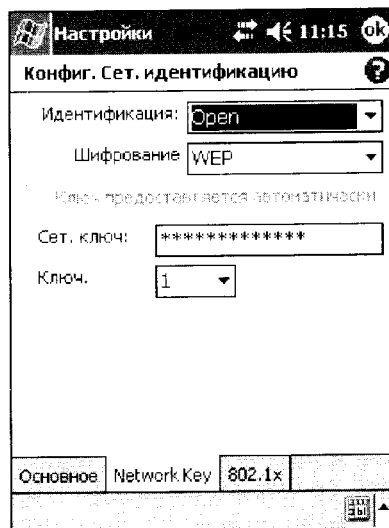 Настройки 11:15 ok
Конфиг. Сет. идентификацию ?
Идентификация: Open
Шифрование WEP
Ключ предоставляется автоматически
Сет. ключ: *************
Ключ. 1
Основное Network Key 802.1x